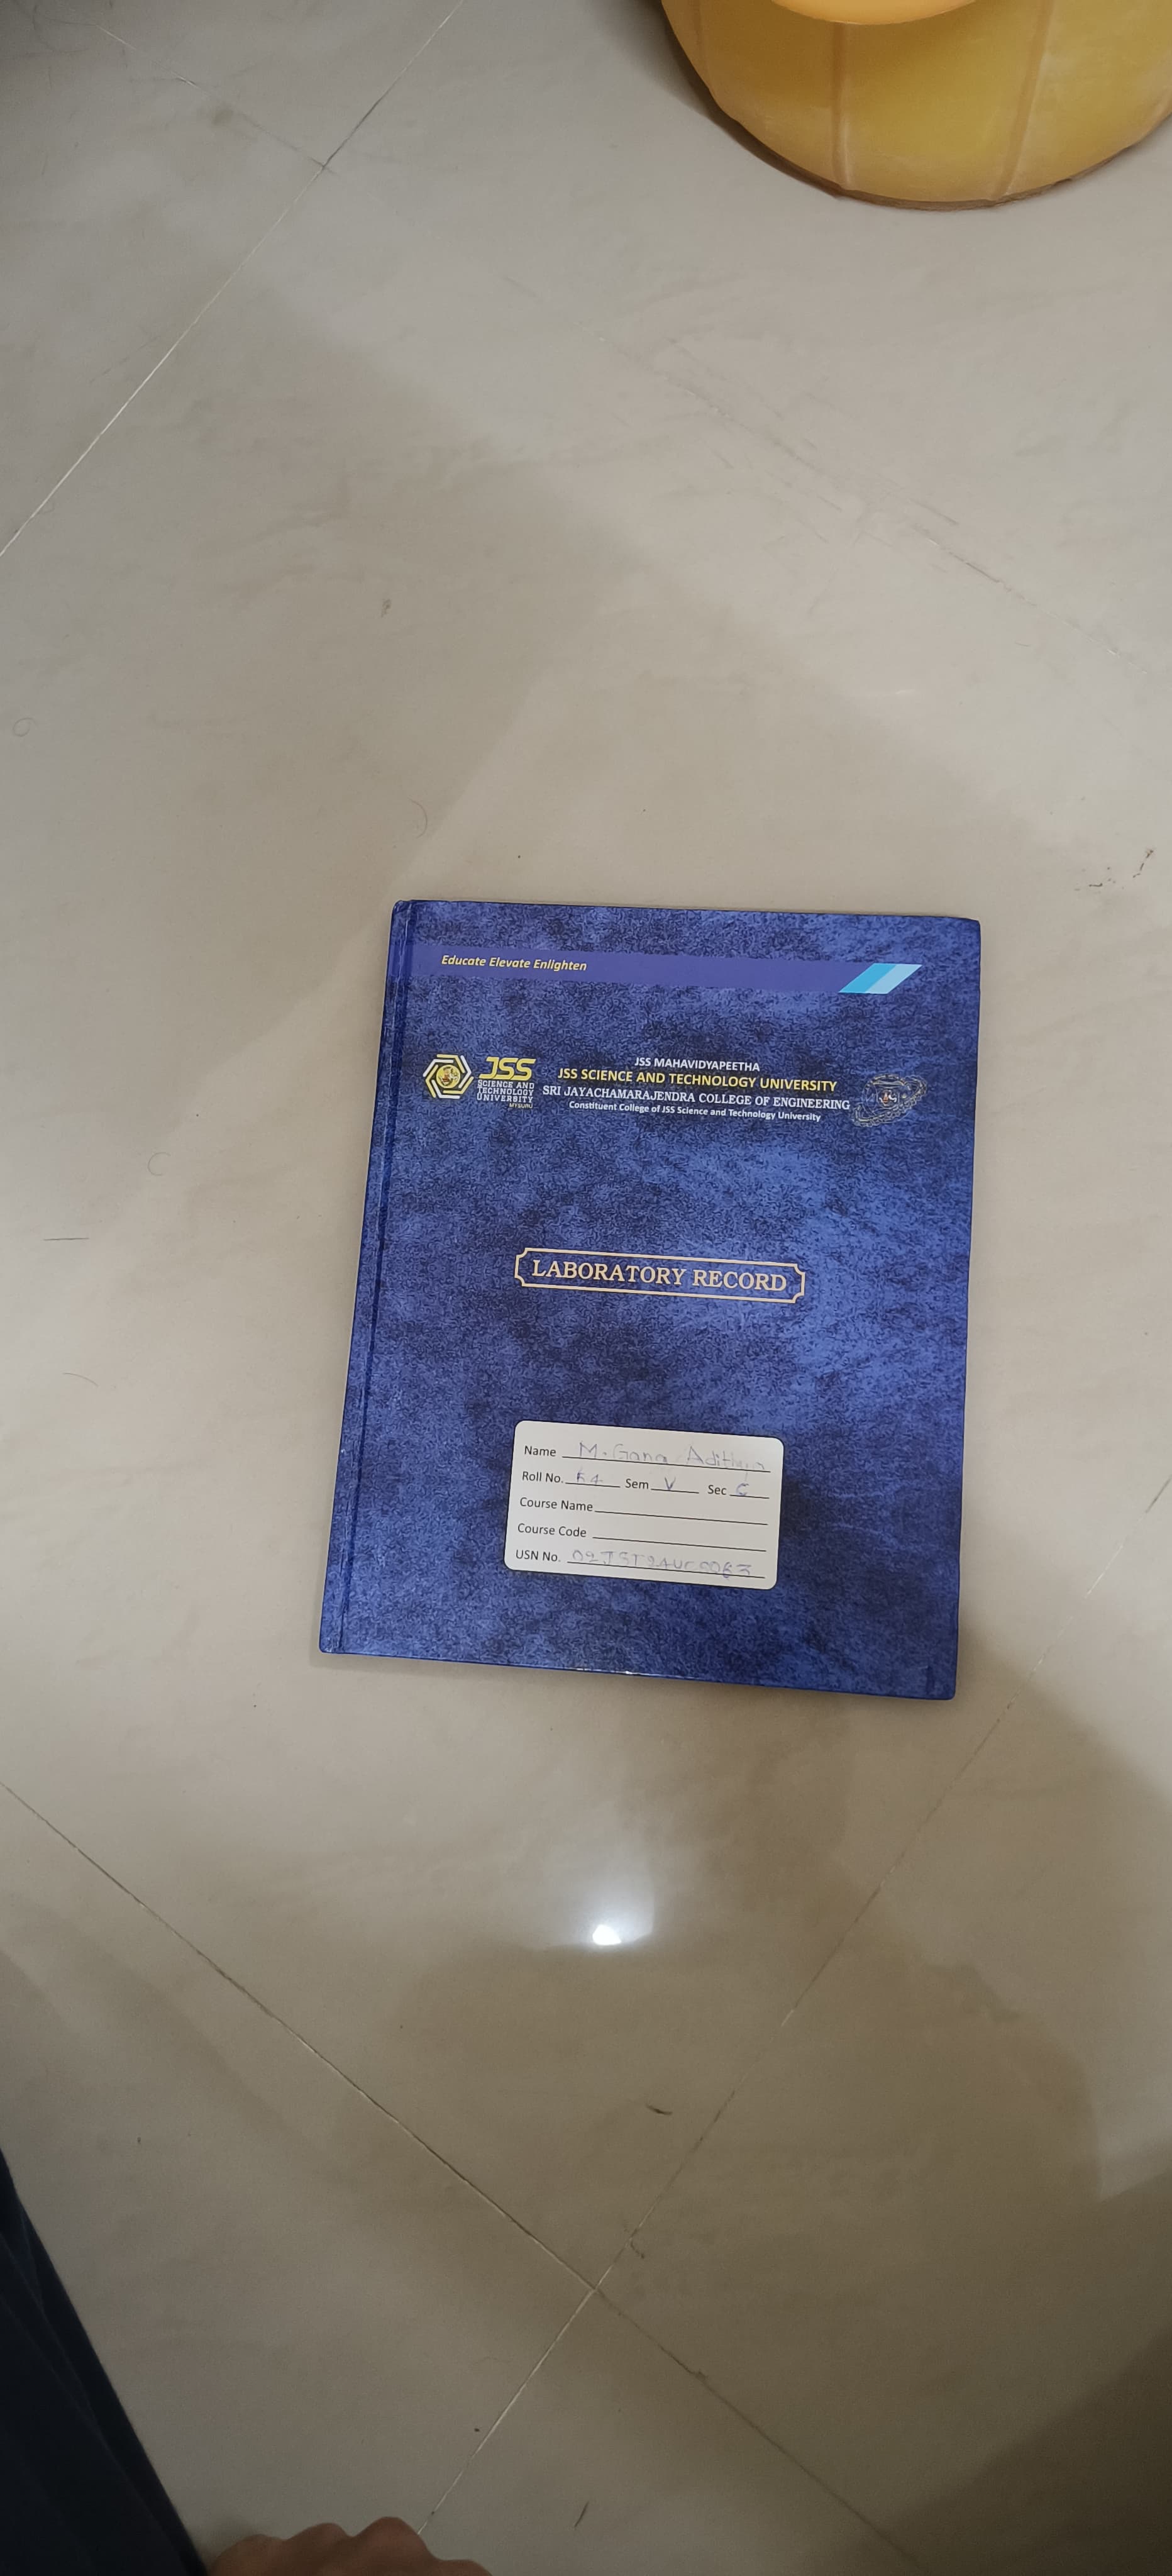 Educate Elevate Enlighten
JSS MAHAVIDYAPEETHA
JSS SCIENCE AND TECHNOLOGY UNIVERSITY
SRI JAYACHAMARAJENDRA COLLEGE OF ENGINEERING
Constituent College of JSS Science and Technology University
JSS
SCIENCE AND
TECHNOLOGY
UNIVERSITY
MYSURU
LABORATORY RECORD
Name M. Gana Adithya
Roll No. Sem V Sec C
Course Name
Course Code
USN No.